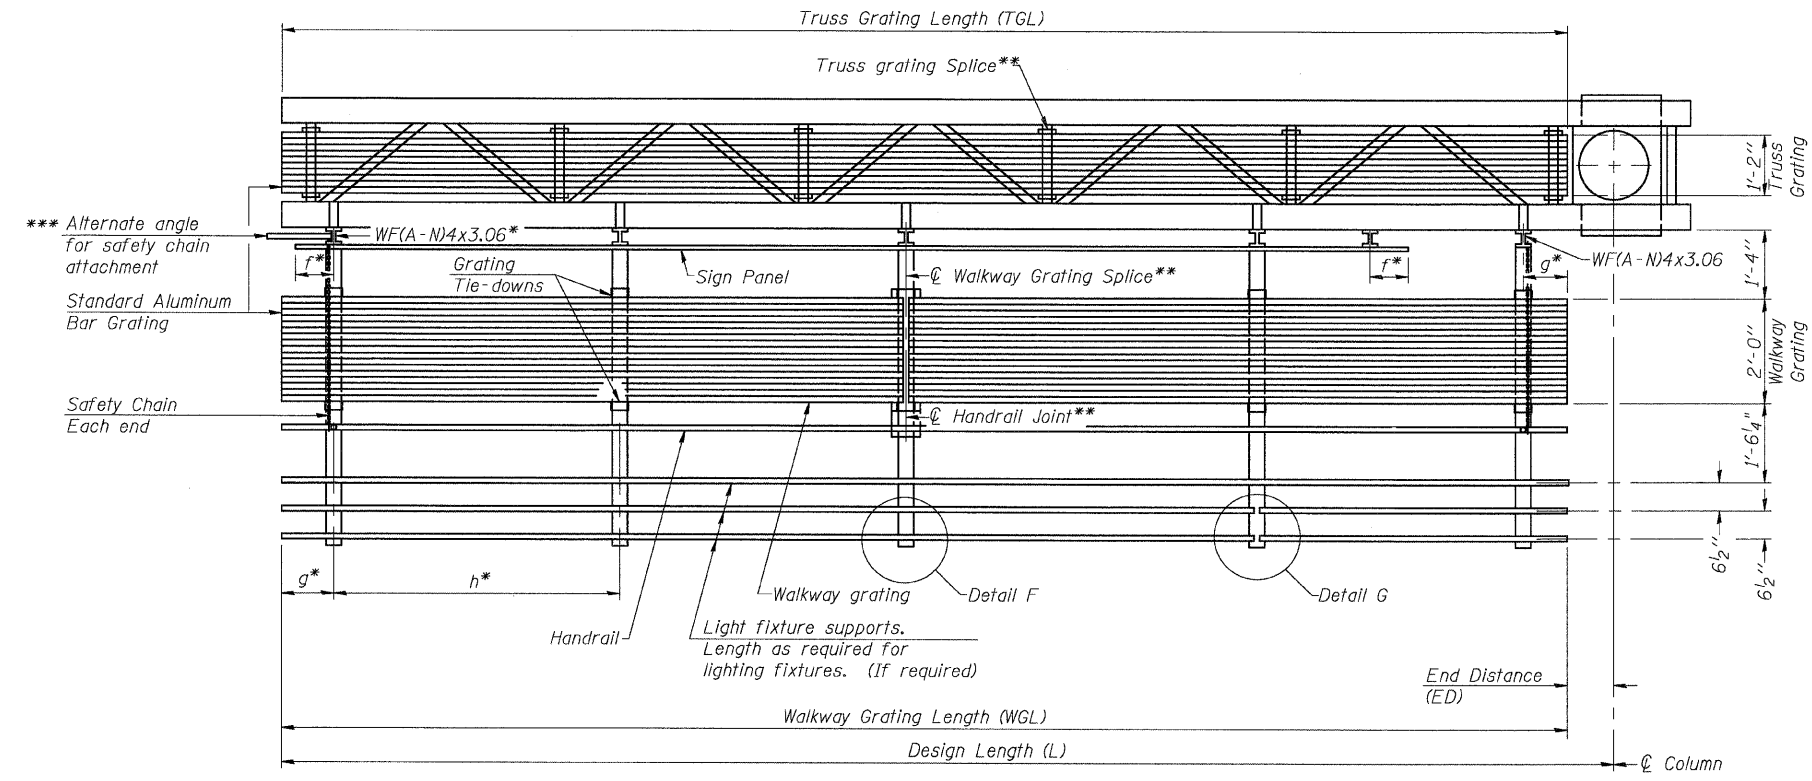 Truss Grating Length (TGL)
Truss grating Splice**
1'-2"
Truss
Grating
*** Alternate angle
for safety chain
attachment
WF(A-N)4x3.06*
f*
Grating
Tie-downs
Sign Panel
℄ Walkway Grating Splice**
f*
g*
WF(A-N)4x3.06
1'-4"
Standard Aluminum
Bar Grating
2'-0"
Walkway
Grating
Safety Chain
Each end
℄ Handrail Joint**
1'-6¼"
6½"
6½"
g*
h*
Walkway grating
Detail F
Detail G
Handrail
Light fixture supports.
Length as required for
lighting fixtures. (If required)
End Distance
(ED)
Walkway Grating Length (WGL)
Design Length (L)
℄ Column